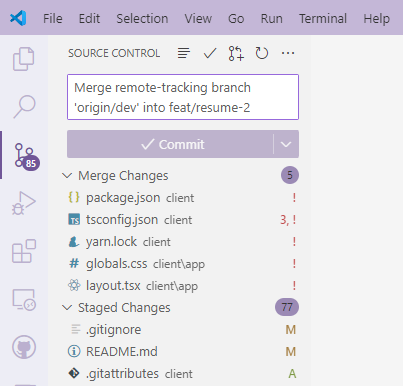 File Edit Selection View Go Run Terminal Help
SOURCE CONTROL
Merge remote-tracking branch
'origin/dev' into feat/resume-2
Commit
85
Merge Changes 5
{ } package.json client !
TS tsconfig.json client 3, !
yarn.lock client !
# globals.css client\app !
layout.tsx client\app !
Staged Changes 77
.gitignore M
README.md M
.gitattributes client A